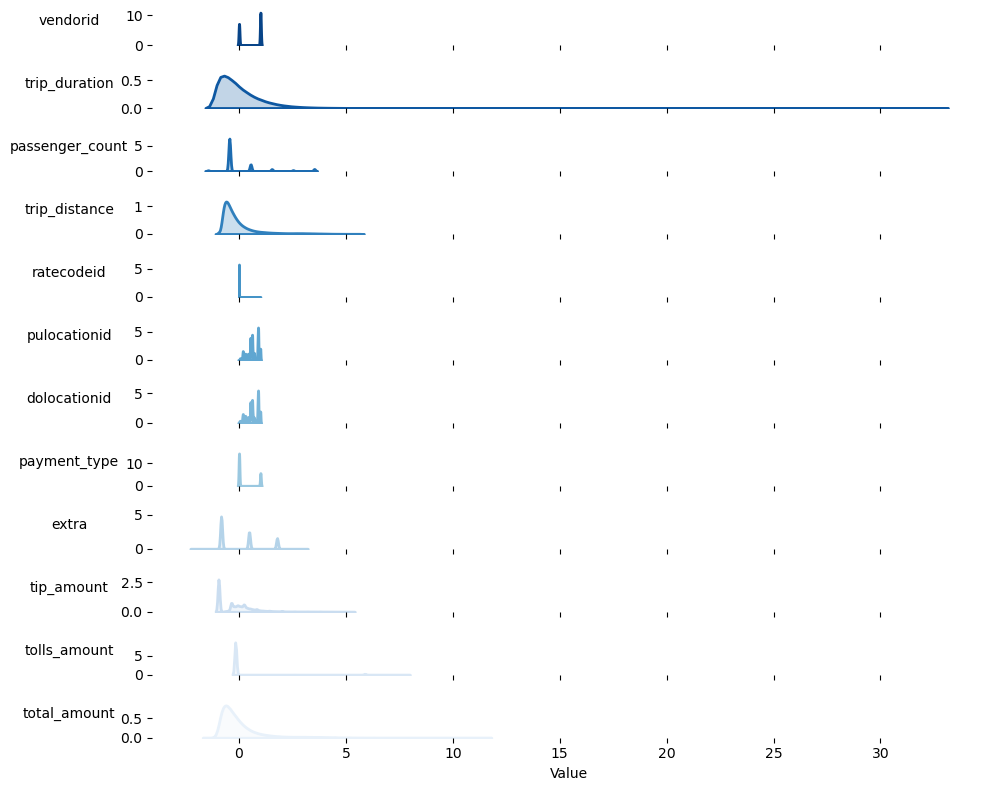 vendorid
10
0
trip_duration
0.5
0.0
passenger_count
5
0
trip_distance
1
0
ratecodeid
5
0
pulocationid
5
0
dolocationid
5
0
payment_type
10
0
extra
5
0
tip_amount
2.5
0.0
tolls_amount
5
0
total_amount
0.5
0.0
0 5 10 15 20 25 30
Value